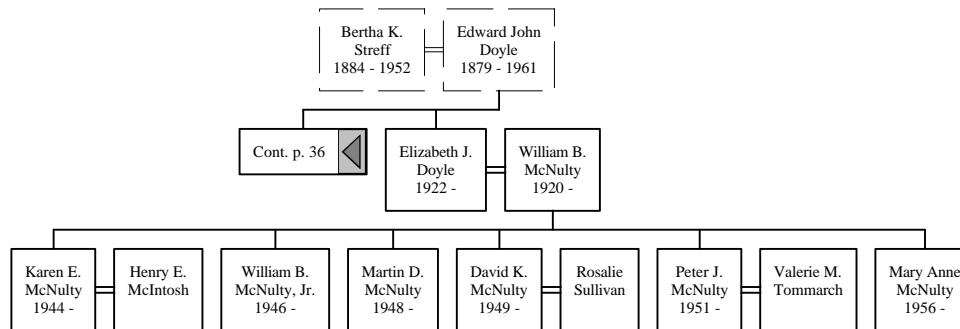 Bertha K.
Streff
1884 - 1952
Edward John
Doyle
1879 - 1961
Cont. p. 36
Elizabeth J.
Doyle
1922 -
William B.
McNulty
1920 -
Karen E.
McNulty
1944 -
Henry E.
McIntosh
William B.
McNulty, Jr.
1946 -
Martin D.
McNulty
1948 -
David K.
McNulty
1949 -
Rosalie
Sullivan
Peter J.
McNulty
1951 -
Valerie M.
Tommarch
Mary Anne
McNulty
1956 -